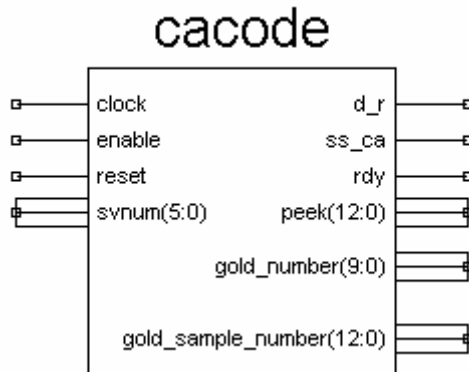 cacode
clock d_r
enable ss_ca
reset rdy
svnum(5:0) peek(12:0)
gold_number(9:0)
gold_sample_number(12:0)